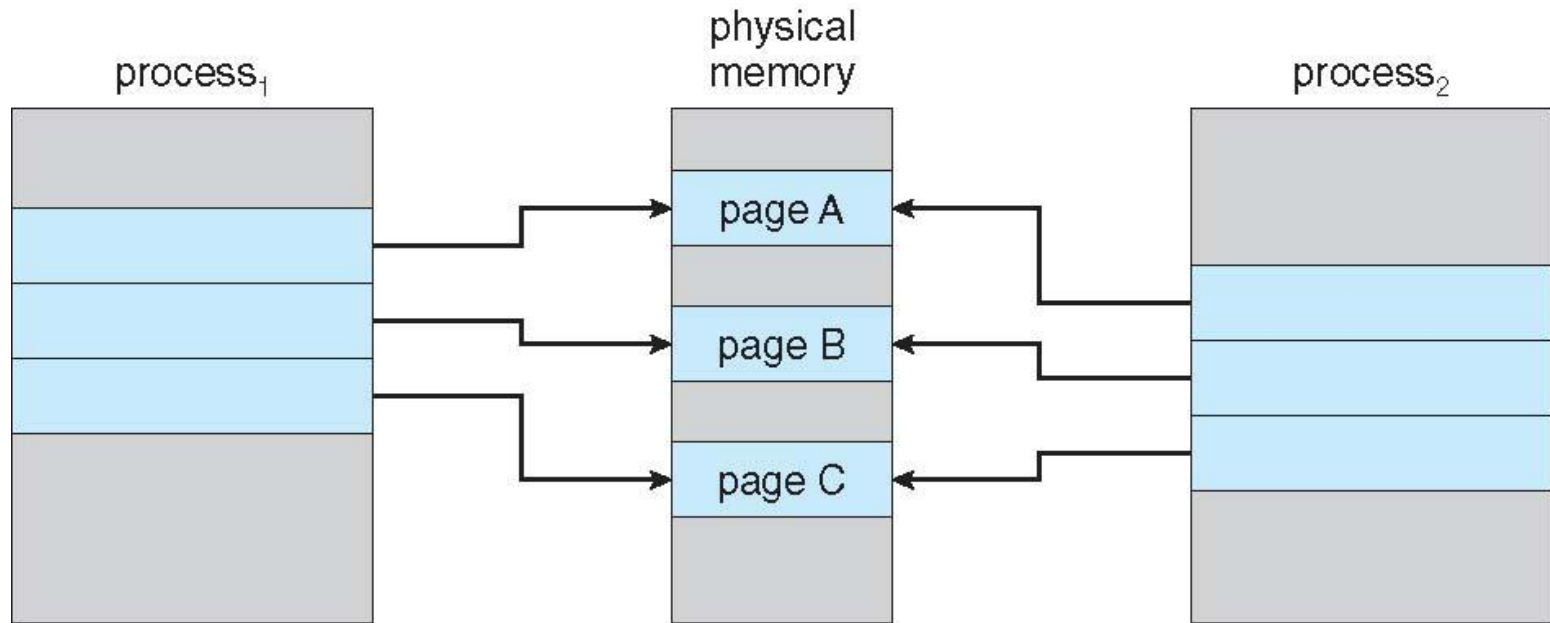 process₁
physical
memory
process₂
page A
page B
page C